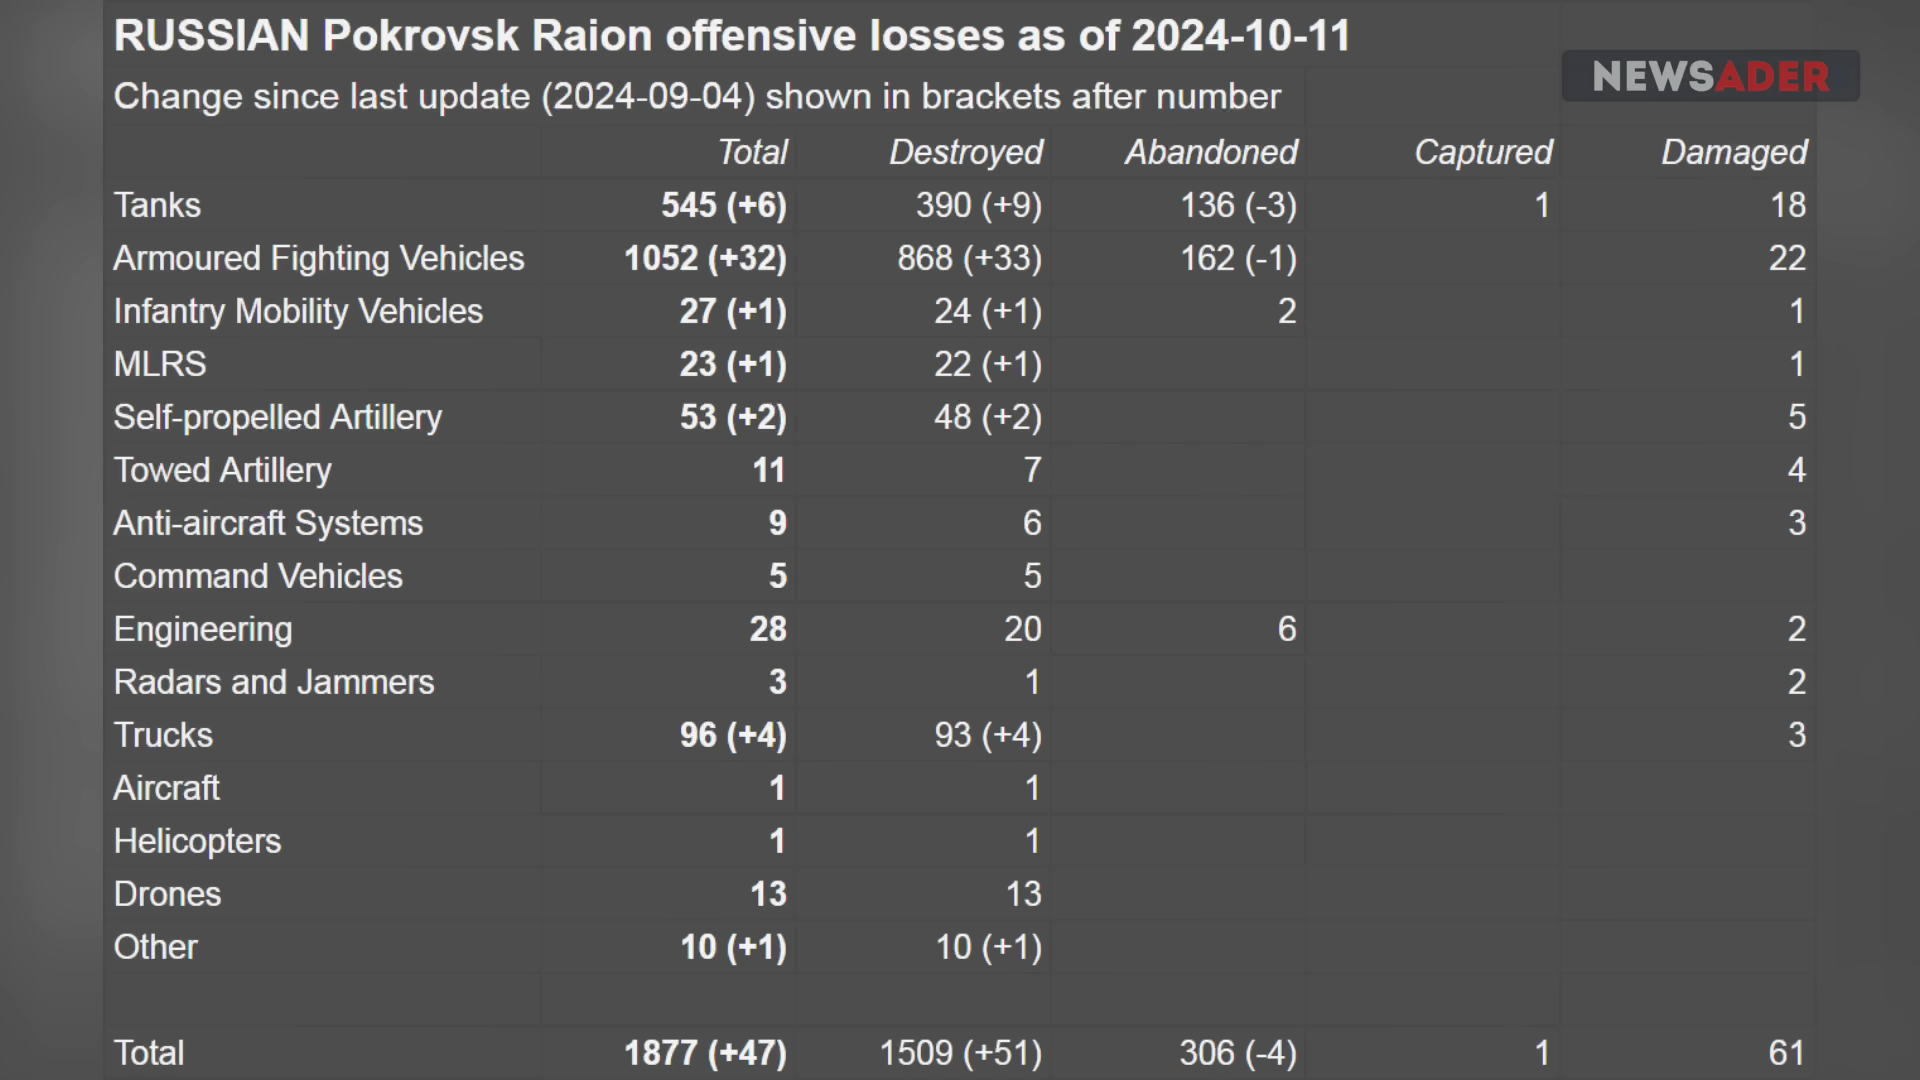 RUSSIAN Pokrovsk Raion offensive losses as of 2024-10-11
NEWSADER
Change since last update (2024-09-04) shown in brackets after number
Total Destroyed Abandoned Captured Damaged
Tanks 545 (+6) 390 (+9) 136 (-3) 1 18
Armoured Fighting Vehicles 1052 (+32) 868 (+33) 162 (-1) 22
Infantry Mobility Vehicles 27 (+1) 24 (+1) 2 1
MLRS 23 (+1) 22 (+1) 1
Self-propelled Artillery 53 (+2) 48 (+2) 5
Towed Artillery 11 7 4
Anti-aircraft Systems 9 6 3
Command Vehicles 5 5
Engineering 28 20 6 2
Radars and Jammers 3 1 2
Trucks 96 (+4) 93 (+4) 3
Aircraft 1 1
Helicopters 1 1
Drones 13 13
Other 10 (+1) 10 (+1)
Total 1877 (+47) 1509 (+51) 306 (-4) 1 61